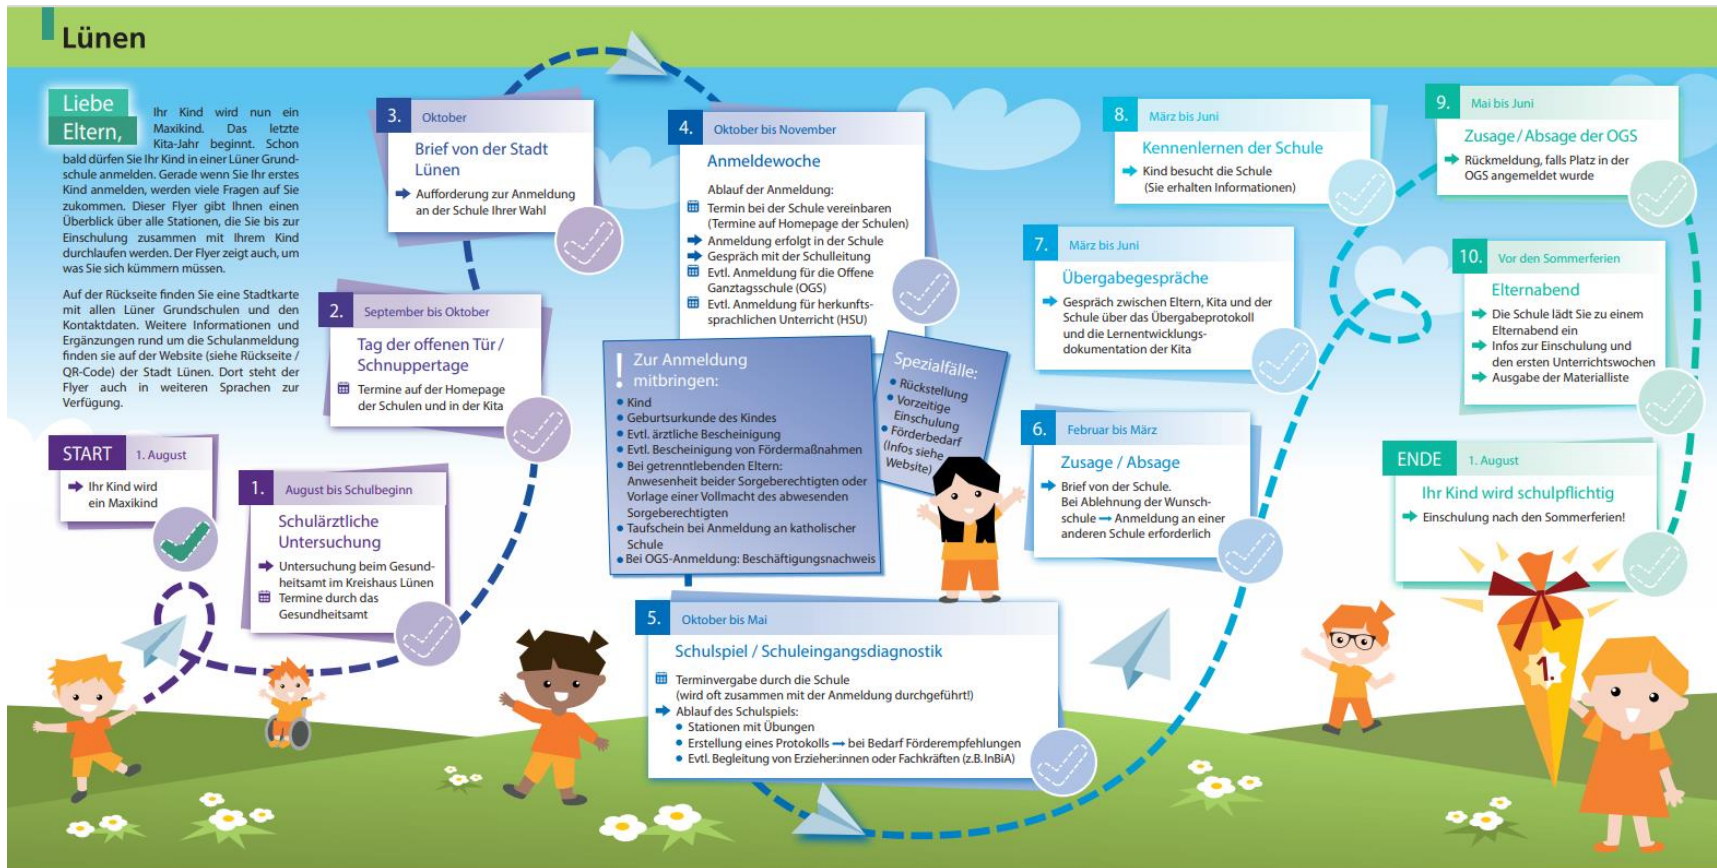 Lünen
Liebe
Eltern,
Ihr Kind wird nun ein
Maxikind. Das letzte
Kita-Jahr beginnt. Schon
bald dürfen Sie Ihr Kind in einer Lüner Grund-
schule anmelden. Gerade wenn Sie Ihr erstes
Kind anmelden, werden viele Fragen auf Sie
zukommen. Dieser Flyer gibt Ihnen einen
Überblick über alle Stationen, die Sie bis zur
Einschulung zusammen mit Ihrem Kind
durchlaufen werden. Der Flyer zeigt auch, um
was Sie sich kümmern müssen.
Auf der Rückseite finden Sie eine Stadtkarte
mit allen Lüner Grundschulen und den
Kontaktdaten. Weitere Informationen und
Ergänzungen rund um die Schulanmeldung
finden sie auf der Website (siehe Rückseite /
QR-Code) der Stadt Lünen. Dort steht der
Flyer auch in weiteren Sprachen zur
Verfügung.
START 1. August
Ihr Kind wird
ein Maxikind
1. August bis Schulbeginn
Schulärztliche
Untersuchung
Untersuchung beim Gesund-
heitsamt im Kreishaus Lünen
Termine durch das
Gesundheitsamt
2. September bis Oktober
Tag der offenen Tür /
Schnuppertage
Termine auf der Homepage
der Schulen und in der Kita
3. Oktober
Brief von der Stadt
Lünen
Aufforderung zur Anmeldung
an der Schule Ihrer Wahl
4. Oktober bis November
Anmeldewoche
Ablauf der Anmeldung:
Termin bei der Schule vereinbaren
(Termine auf Homepage der Schulen)
Anmeldung erfolgt in der Schule
Gespräch mit der Schulleitung
Evtl. Anmeldung für die Offene
Ganztagsschule (OGS)
Evtl. Anmeldung für herkunfts-
sprachlichen Unterricht (HSU)
! Zur Anmeldung
mitbringen:
• Kind
• Geburtsurkunde des Kindes
• Evtl. ärztliche Bescheinigung
• Evtl. Bescheinigung von Fördermaßnahmen
• Bei getrenntlebenden Eltern:
Anwesenheit beider Sorgeberechtigten oder
Vorlage einer Vollmacht des abwesenden
Sorgeberechtigten
• Taufschein bei Anmeldung an katholischer
Schule
• Bei OGS-Anmeldung: Beschäftigungsnachweis
Spezialfälle:
• Rückstellung
• Vorzeitige
Einschulung
• Förderbedarf
(Infos siehe
Website)
5. Oktober bis Mai
Schulspiel / Schuleingangsdiagnostik
Terminvergabe durch die Schule
(wird oft zusammen mit der Anmeldung durchgeführt!)
➡ Ablauf des Schulspiels:
• Stationen mit Übungen
• Erstellung eines Protokolls ➞ bei Bedarf Förderempfehlungen
• Evtl. Begleitung von Erzieher:innen oder Fachkräften (z.B. InBiA)
6. Februar bis März
Zusage / Absage
Brief von der Schule.
Bei Ablehnung der Wunsch-
schule ➞ Anmeldung an einer
anderen Schule erforderlich
7. März bis Juni
Übergabegespräche
Gespräch zwischen Eltern, Kita und der
Schule über das Übergabeprotokoll
und die Lernentwicklungs-
dokumentation der Kita
8. März bis Juni
Kennenlernen der Schule
Kind besucht die Schule
(Sie erhalten Informationen)
9. Mai bis Juni
Zusage / Absage der OGS
Rückmeldung, falls Platz in der
OGS angemeldet wurde
10. Vor den Sommerferien
Elternabend
Die Schule lädt Sie zu einem
Elternabend ein
Infos zur Einschulung und
den ersten Unterrichtswochen
Ausgabe der Materialliste
ENDE 1. August
Ihr Kind wird schulpflichtig
Einschulung nach den Sommerferien!
1.